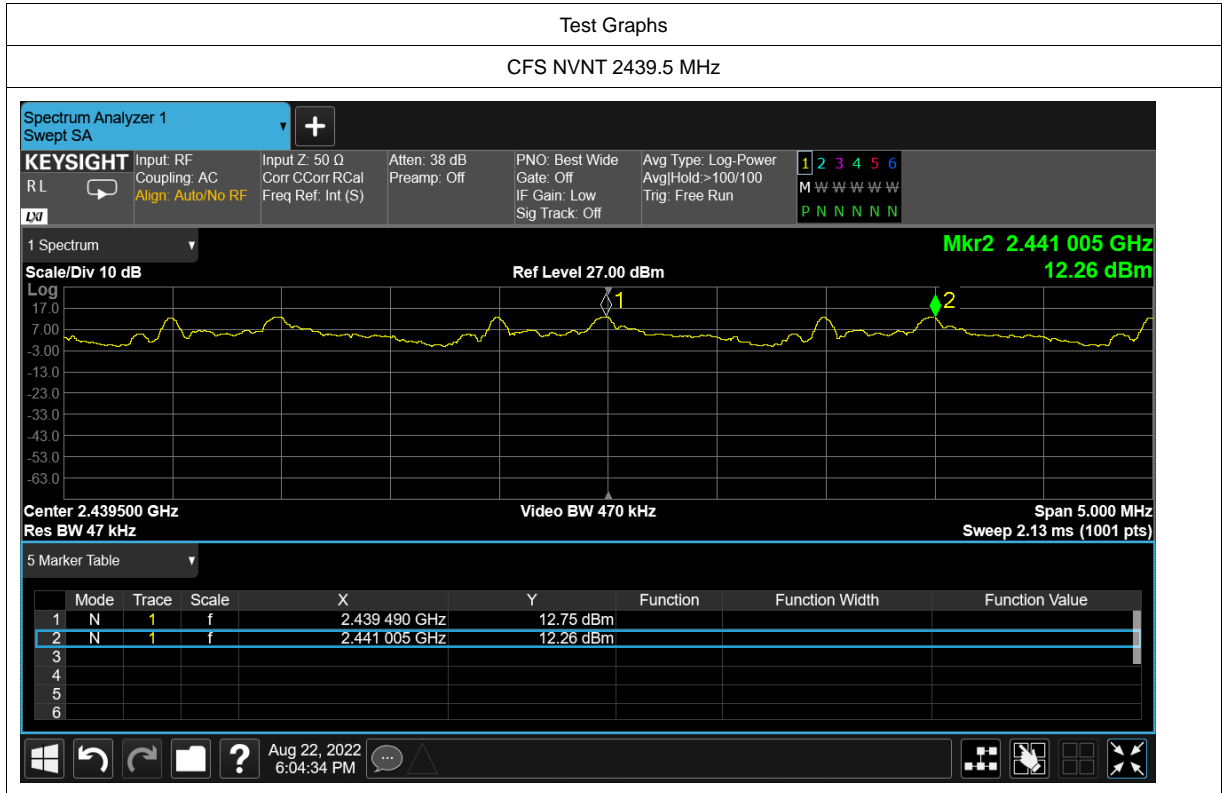 Test Graphs
CFS NVNT 2439.5 MHz
Spectrum Analyzer 1
Swept SA
KEYSIGHT Input: RF Input Z: 50 Ω Atten: 38 dB PNO: Best Wide Avg Type: Log-Power 1 2 3 4 5 6
RL Coupling: AC Corr CCorr RCal Preamp: Off Gate: Off Avg|Hold:>100/100 M W W W W W
Align: Auto/No RF Freq Ref: Int (S) IF Gain: Low Trig: Free Run
LXI Sig Track: Off P N N N N N
1 Spectrum Mkr2 2.441 005 GHz
Scale/Div 10 dB Ref Level 27.00 dBm 12.26 dBm
Log
1 2
17.0
7.00
-3.00
-13.0
-23.0
-33.0
-43.0
-53.0
-63.0
Center 2.439500 GHz Video BW 470 kHz Span 5.000 MHz
Res BW 47 kHz Sweep 2.13 ms (1001 pts)
5 Marker Table
Mode Trace Scale X Y Function Function Width Function Value
1 N 1 f 2.439 490 GHz 12.75 dBm
2 N 1 f 2.441 005 GHz 12.26 dBm
3
4
5
6
? Aug 22, 2022
6:04:34 PM